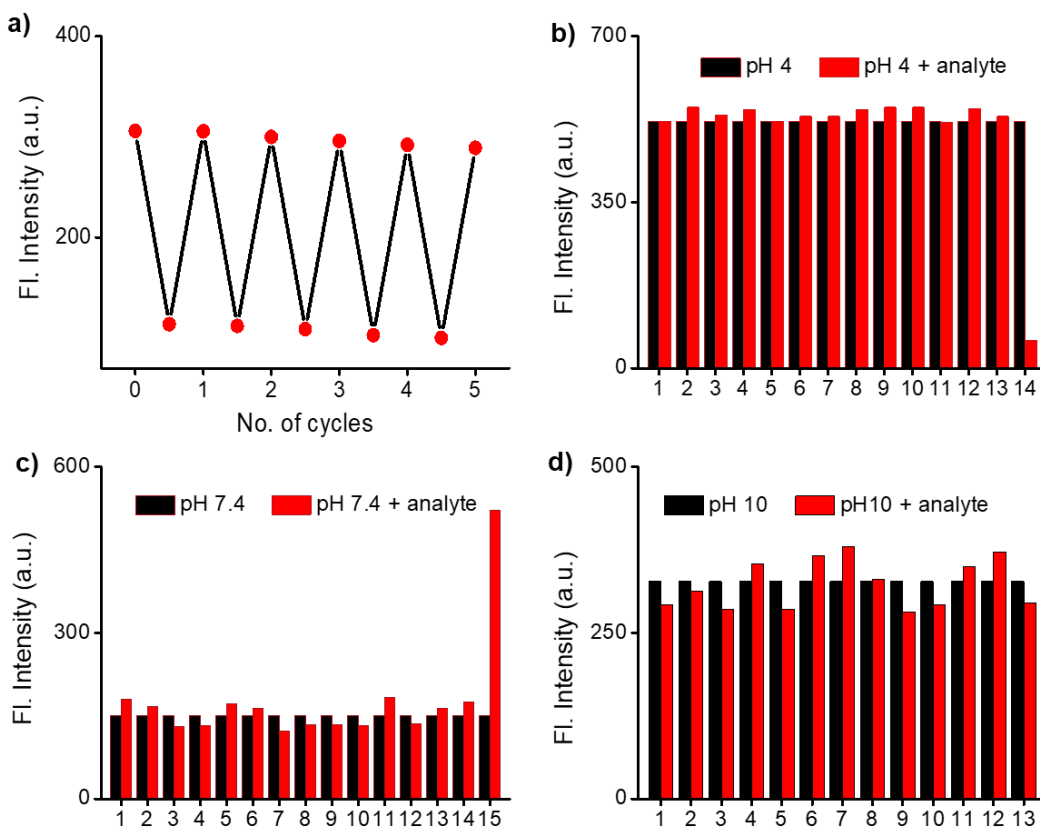 a)
400
200
Fl. Intensity (a.u.)
0 1 2 3 4 5
No. of cycles
b)
700
350
0
Fl. Intensity (a.u.)
pH 4 pH 4 + analyte
1 2 3 4 5 6 7 8 9 10 11 12 13 14
c)
600
300
0
Fl. Intensity (a.u.)
pH 7.4 pH 7.4 + analyte
1 2 3 4 5 6 7 8 9 10 11 12 13 14 15
d)
500
250
0
Fl. Intensity (a.u.)
pH 10 pH10 + analyte
1 2 3 4 5 6 7 8 9 10 11 12 13